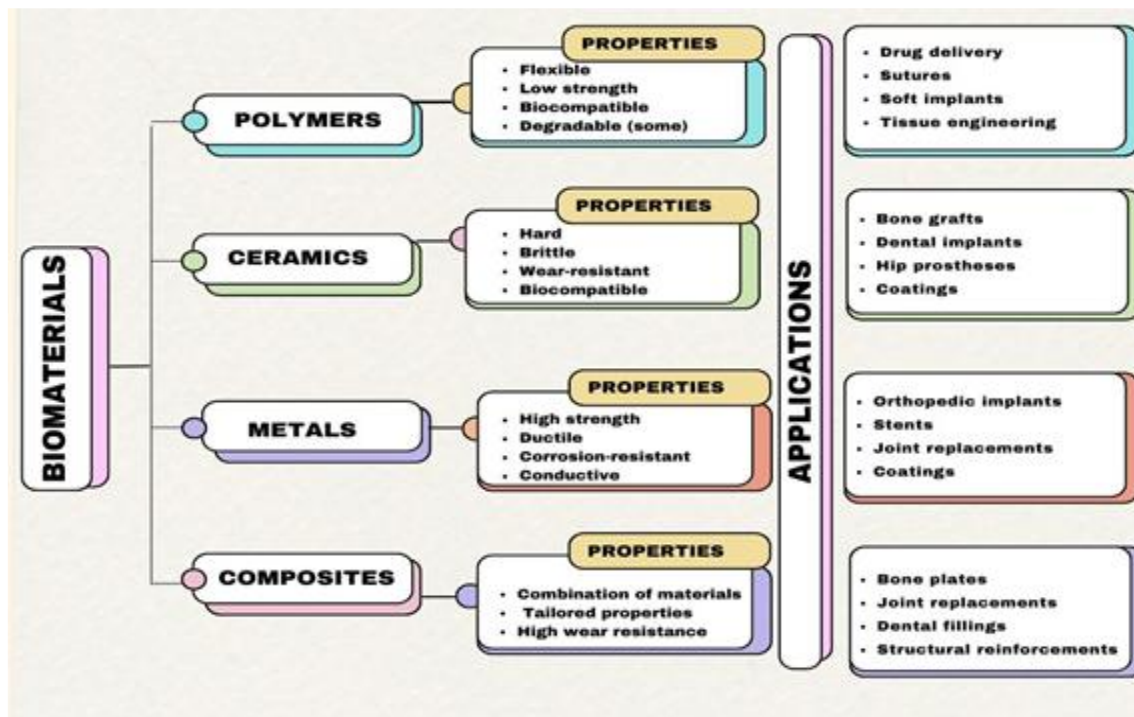 BIOMATERIALS
POLYMERS
PROPERTIES
• Flexible
• Low strength
• Biocompatible
• Degradable (some)
CERAMICS
PROPERTIES
• Hard
• Brittle
• Wear-resistant
• Biocompatible
METALS
PROPERTIES
• High strength
• Ductile
• Corrosion-resistant
• Conductive
COMPOSITES
PROPERTIES
• Combination of materials
• Tailored properties
• High wear resistance
APPLICATIONS
• Drug delivery
• Sutures
• Soft implants
• Tissue engineering
• Bone grafts
• Dental implants
• Hip prostheses
• Coatings
• Orthopedic implants
• Stents
• Joint replacements
• Coatings
• Bone plates
• Joint replacements
• Dental fillings
• Structural reinforcements